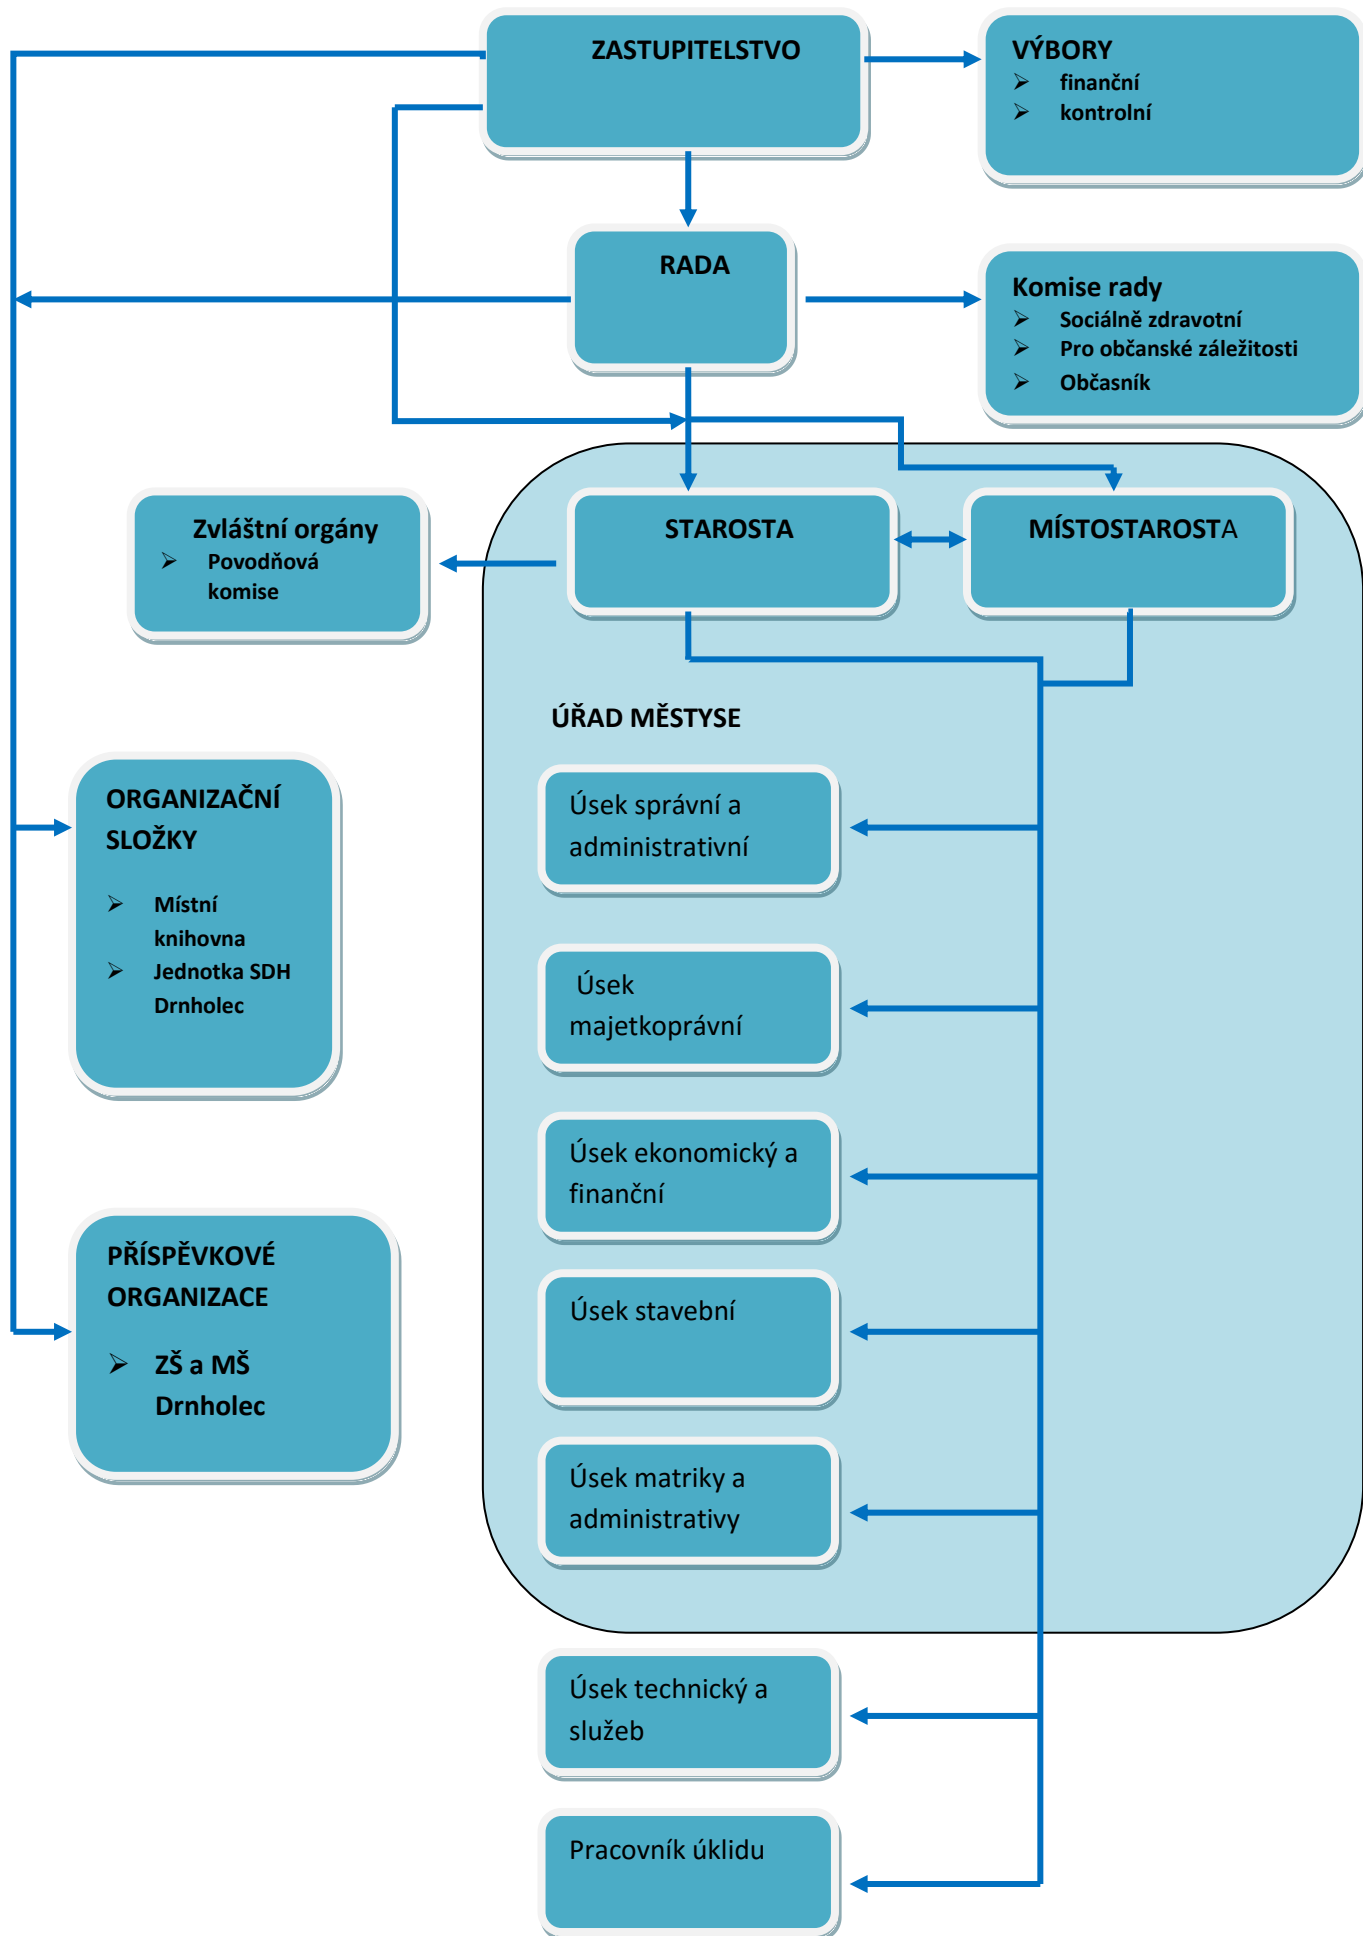 ZASTUPITELSTVO
VÝBORY
➢ finanční
➢ kontrolní
RADA
Komise rady
➢ Sociálně zdravotní
➢ Pro občanské záležitosti
➢ Občasník
Zvláštní orgány
➢ Povodňová
komise
STAROSTA
MÍSTOSTAROSTA
ÚŘAD MĚSTYSE
ORGANIZAČNÍ
SLOŽKY
➢ Místní
knihovna
➢ Jednotka SDH
Drnholec
Úsek správní a
administrativní
Úsek
majetkoprávní
Úsek ekonomický a
finanční
PŘÍSPĚVKOVÉ
ORGANIZACE
➢ ZŠ a MŠ
Drnholec
Úsek stavební
Úsek matriky a
administrativy
Úsek technický a
služeb
Pracovník úklidu